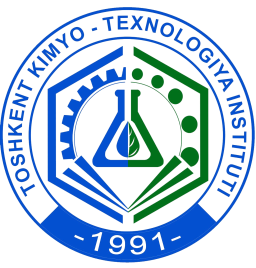 TOSHKENT KIMYO - TEXNOLOGIYA INSTITUTI
-1991-